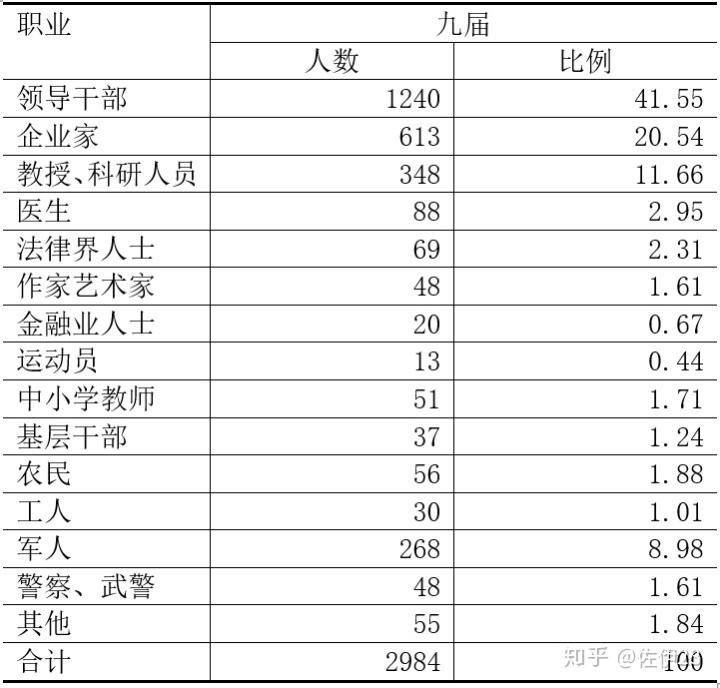 职业 九届
人数 比例
领导干部 1240 41.55
企业家 613 20.54
教授、科研人员 348 11.66
医生 88 2.95
法律界人士 69 2.31
作家艺术家 48 1.61
金融业人士 20 0.67
运动员 13 0.44
中小学教师 51 1.71
基层干部 37 1.24
农民 56 1.88
工人 30 1.01
军人 268 8.98
警察、武警 48 1.61
其他 55 1.84
合计 2984 100
知乎 @佐伊